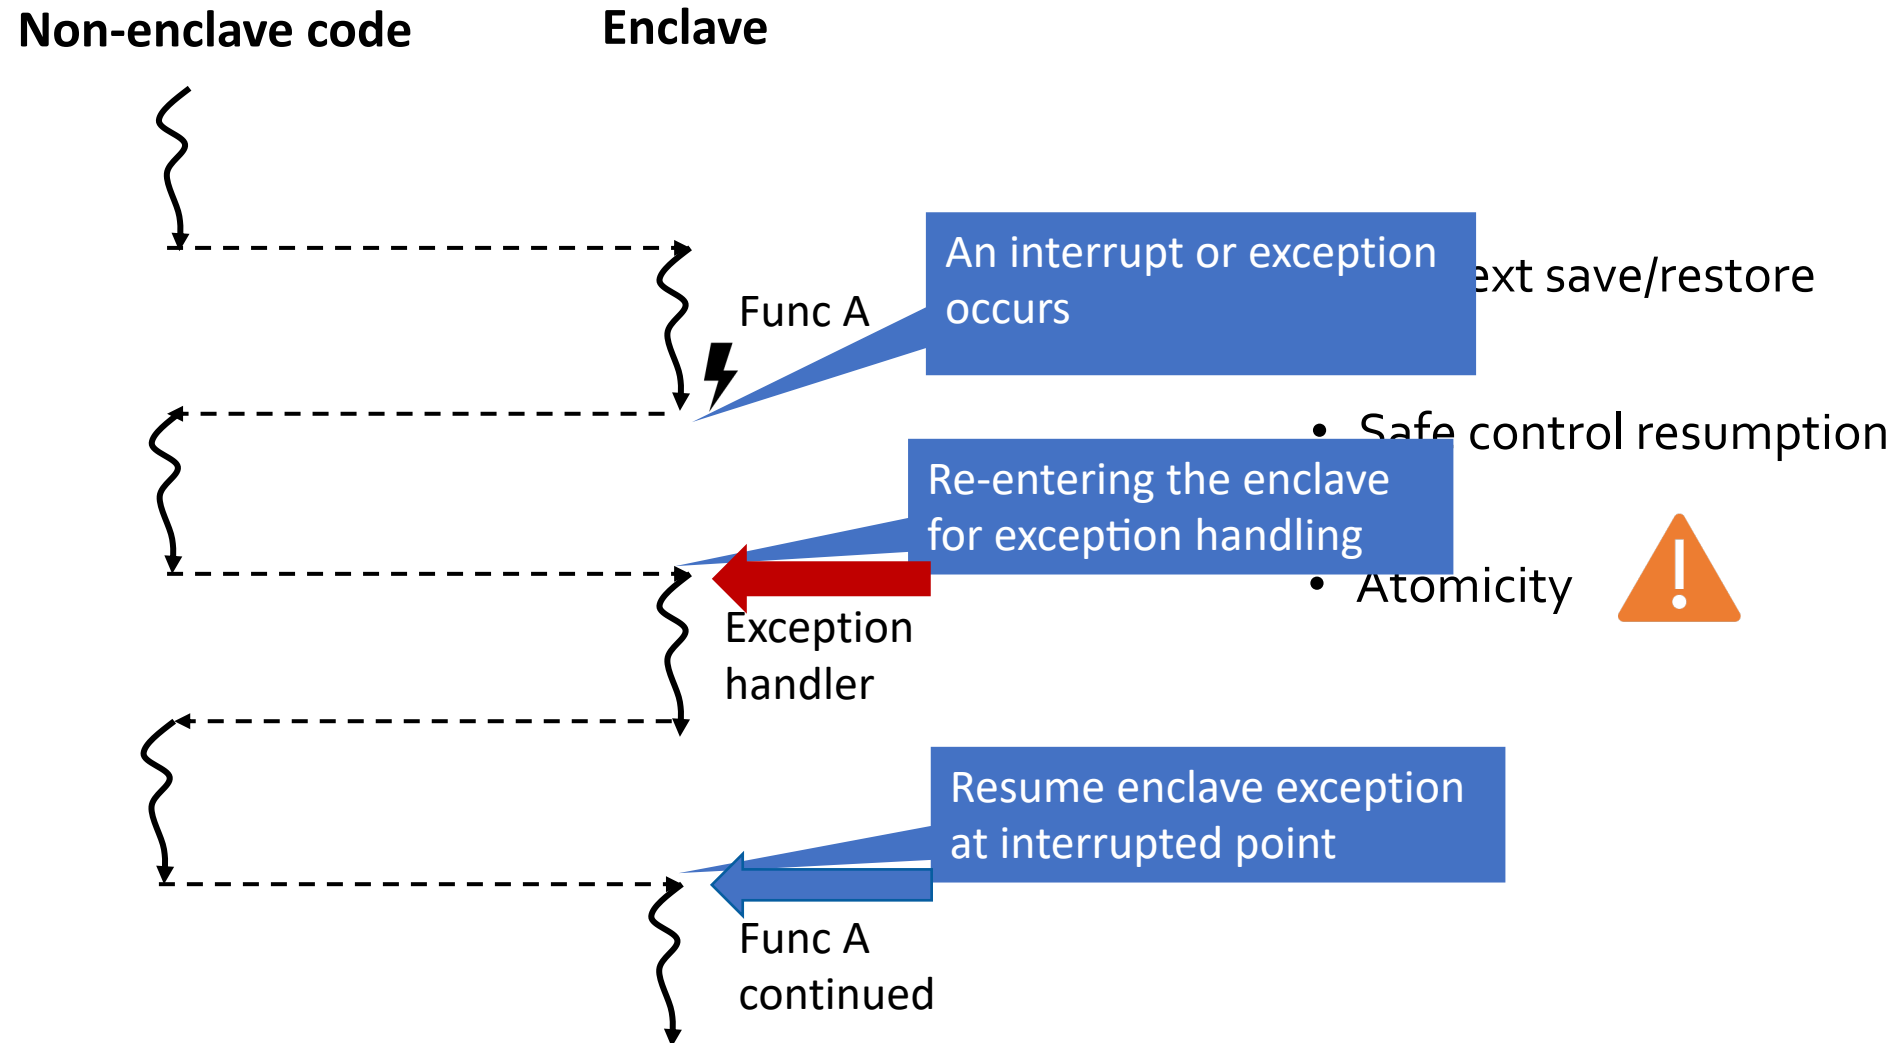 Non-enclave code
Enclave
An interrupt or exception
occurs
ext save/restore
Func A
• Safe control resumption
Re-entering the enclave
for exception handling
• Atomicity
Exception
handler
Resume enclave exception
at interrupted point
Func A
continued